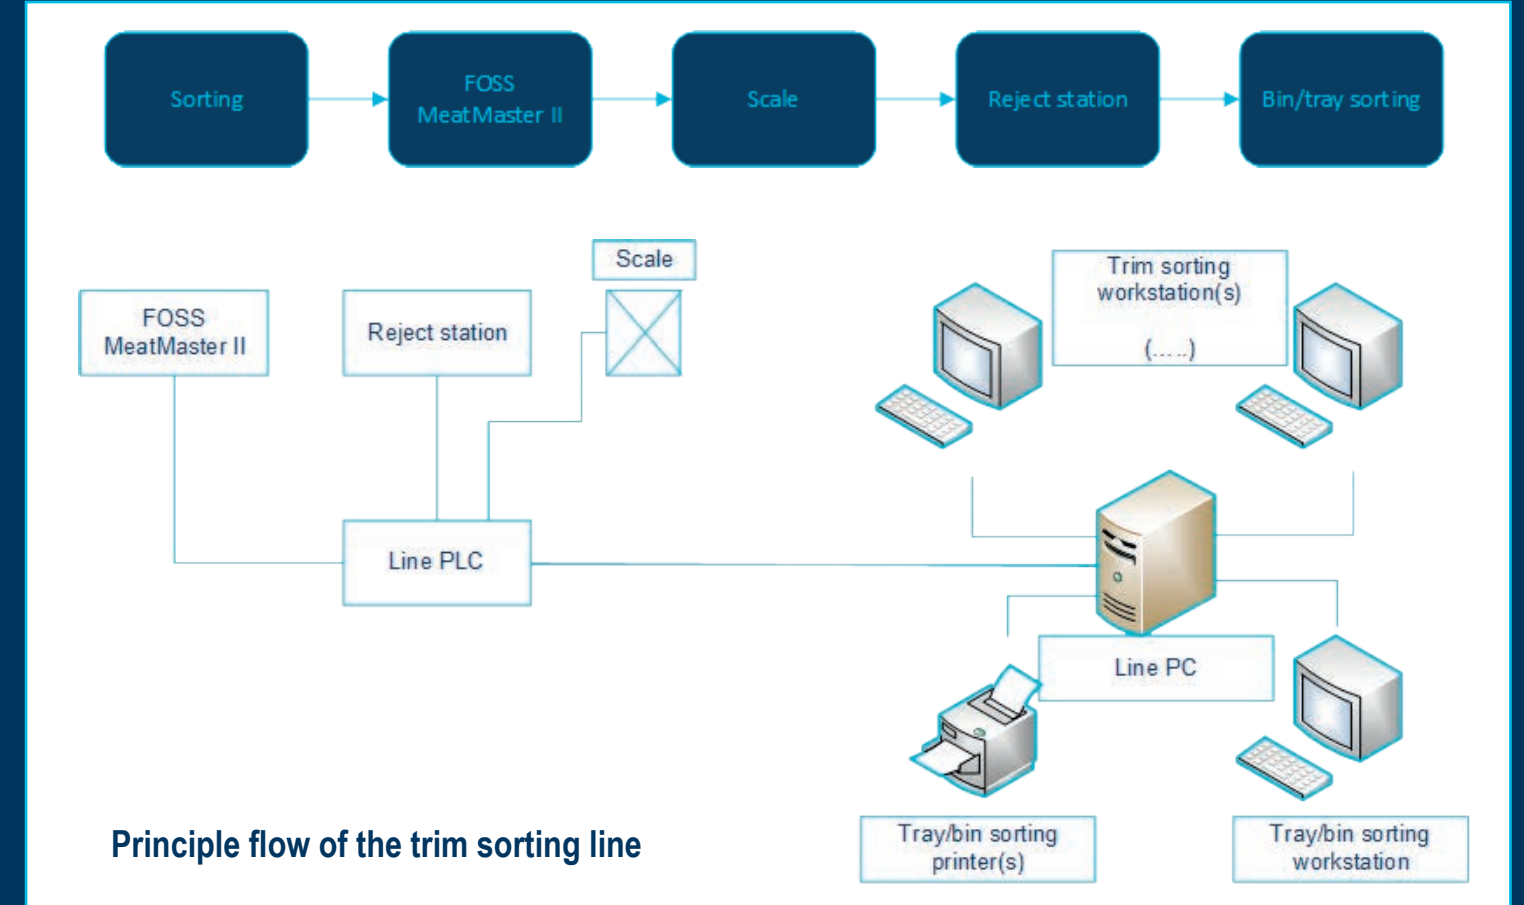 Sorting
FOSS
MeatMaster II
Scale
Reject station
Bin/tray sorting
Scale
FOSS
MeatMaster II
Reject station
Trim sorting
workstation(s)
(.....)
Line PLC
Line PC
Tray/bin sorting
printer(s)
Tray/bin sorting
workstation
Principle flow of the trim sorting line